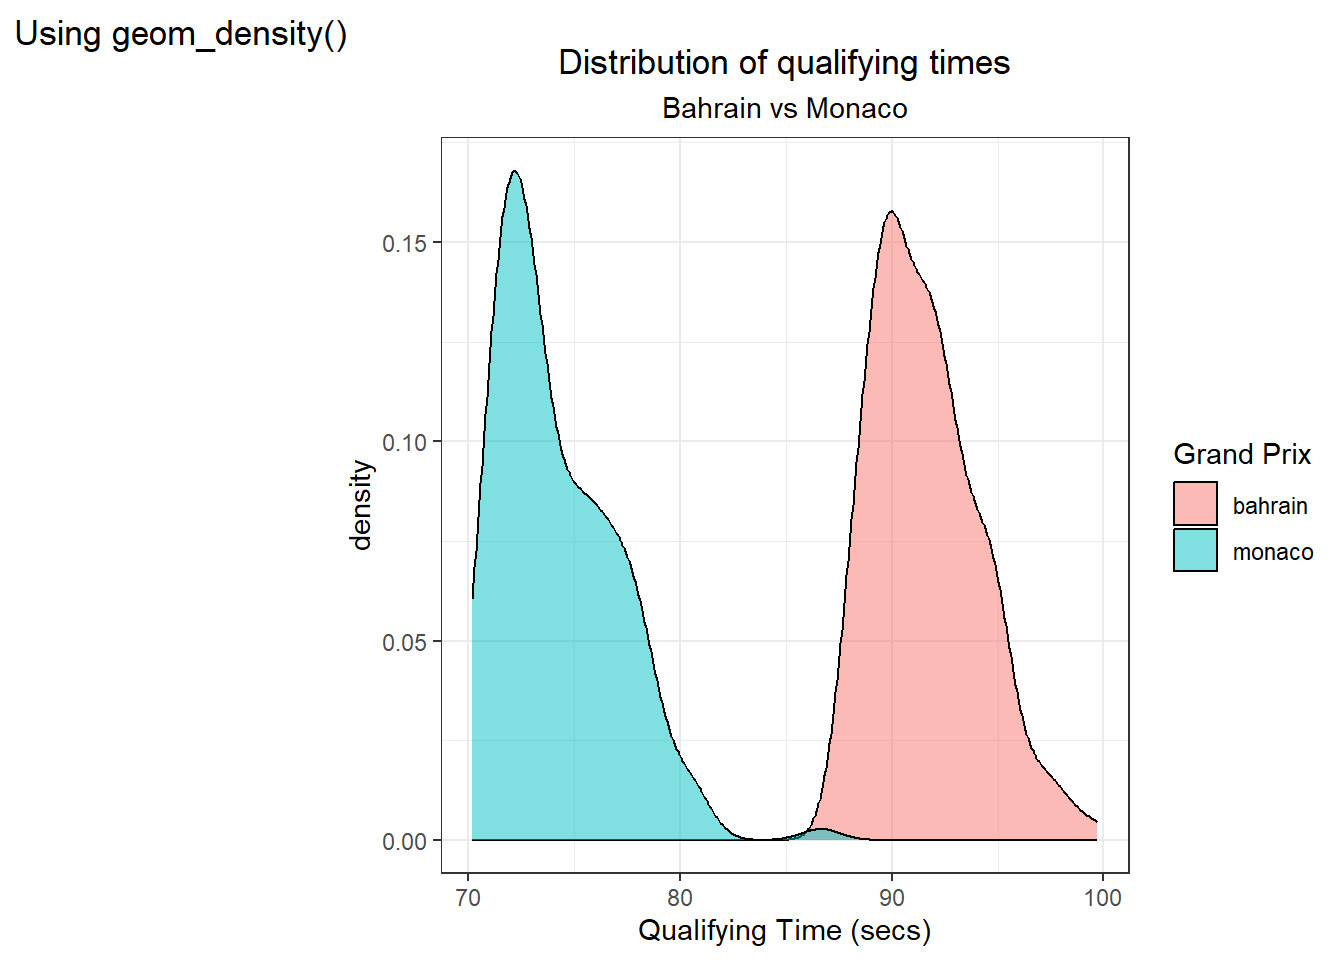 Using geom_density()
Distribution of qualifying times
Bahrain vs Monaco
0.15
0.10
0.05
0.00
density
70 80 90 100
Qualifying Time (secs)
Grand Prix
bahrain
monaco